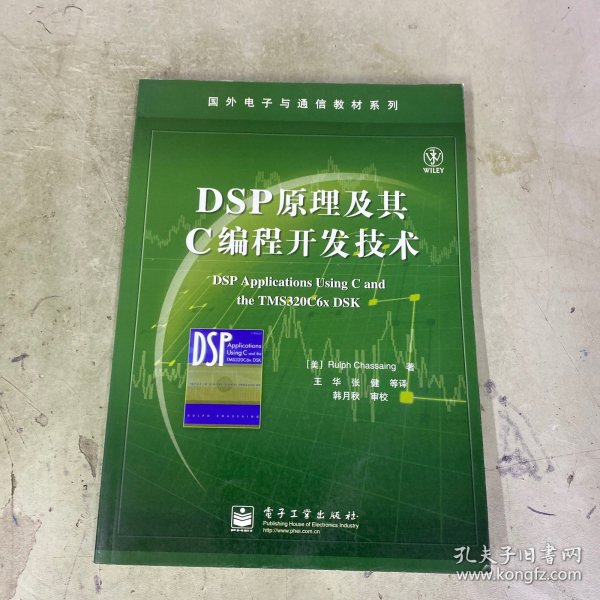 国外电子与通信教材系列
WILEY
DSP原理及其
C编程开发技术
DSP Applications Using C and
the TMS320C6x DSK
DSP
Applications
Using C and the
TMS320C6x DSK
RULPH CHASSAING
[美] Rulph Chassaing 著
王华 张健 等译
韩月秋 审校
电子工业出版社
Publishing House of Electronics Industry
http://www.phei.com.cn
孔夫子旧书网
www.kongfz.com